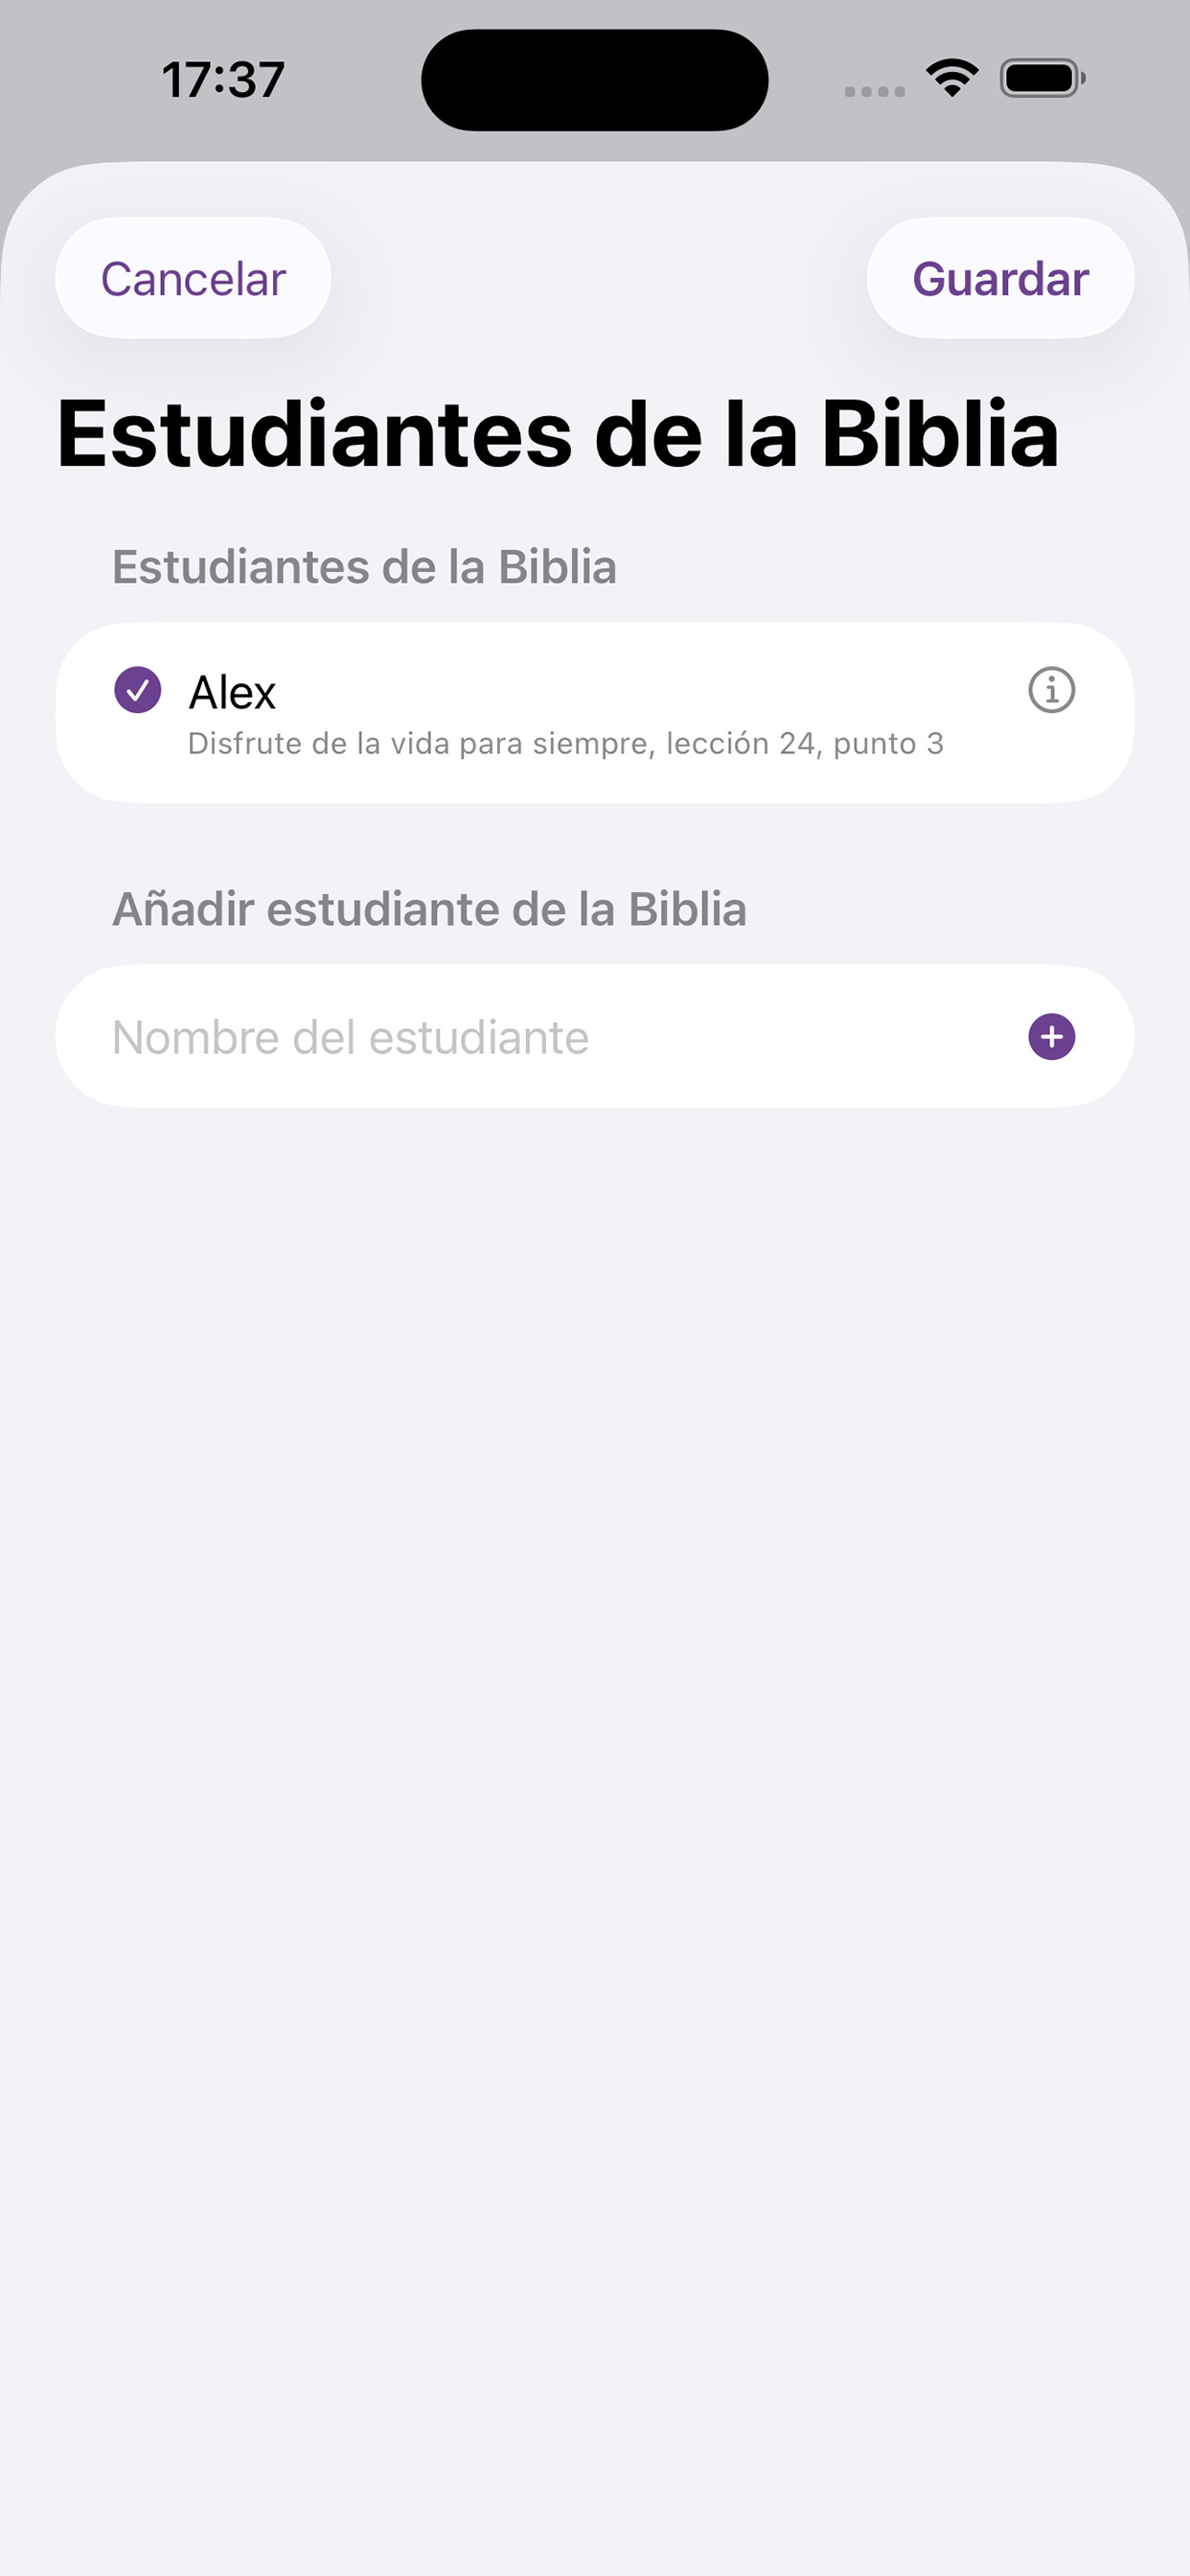 17:37
Cancelar
Guardar
Estudiantes de la Biblia
Estudiantes de la Biblia
Alex
Disfrute de la vida para siempre, lección 24, punto 3
Añadir estudiante de la Biblia
Nombre del estudiante